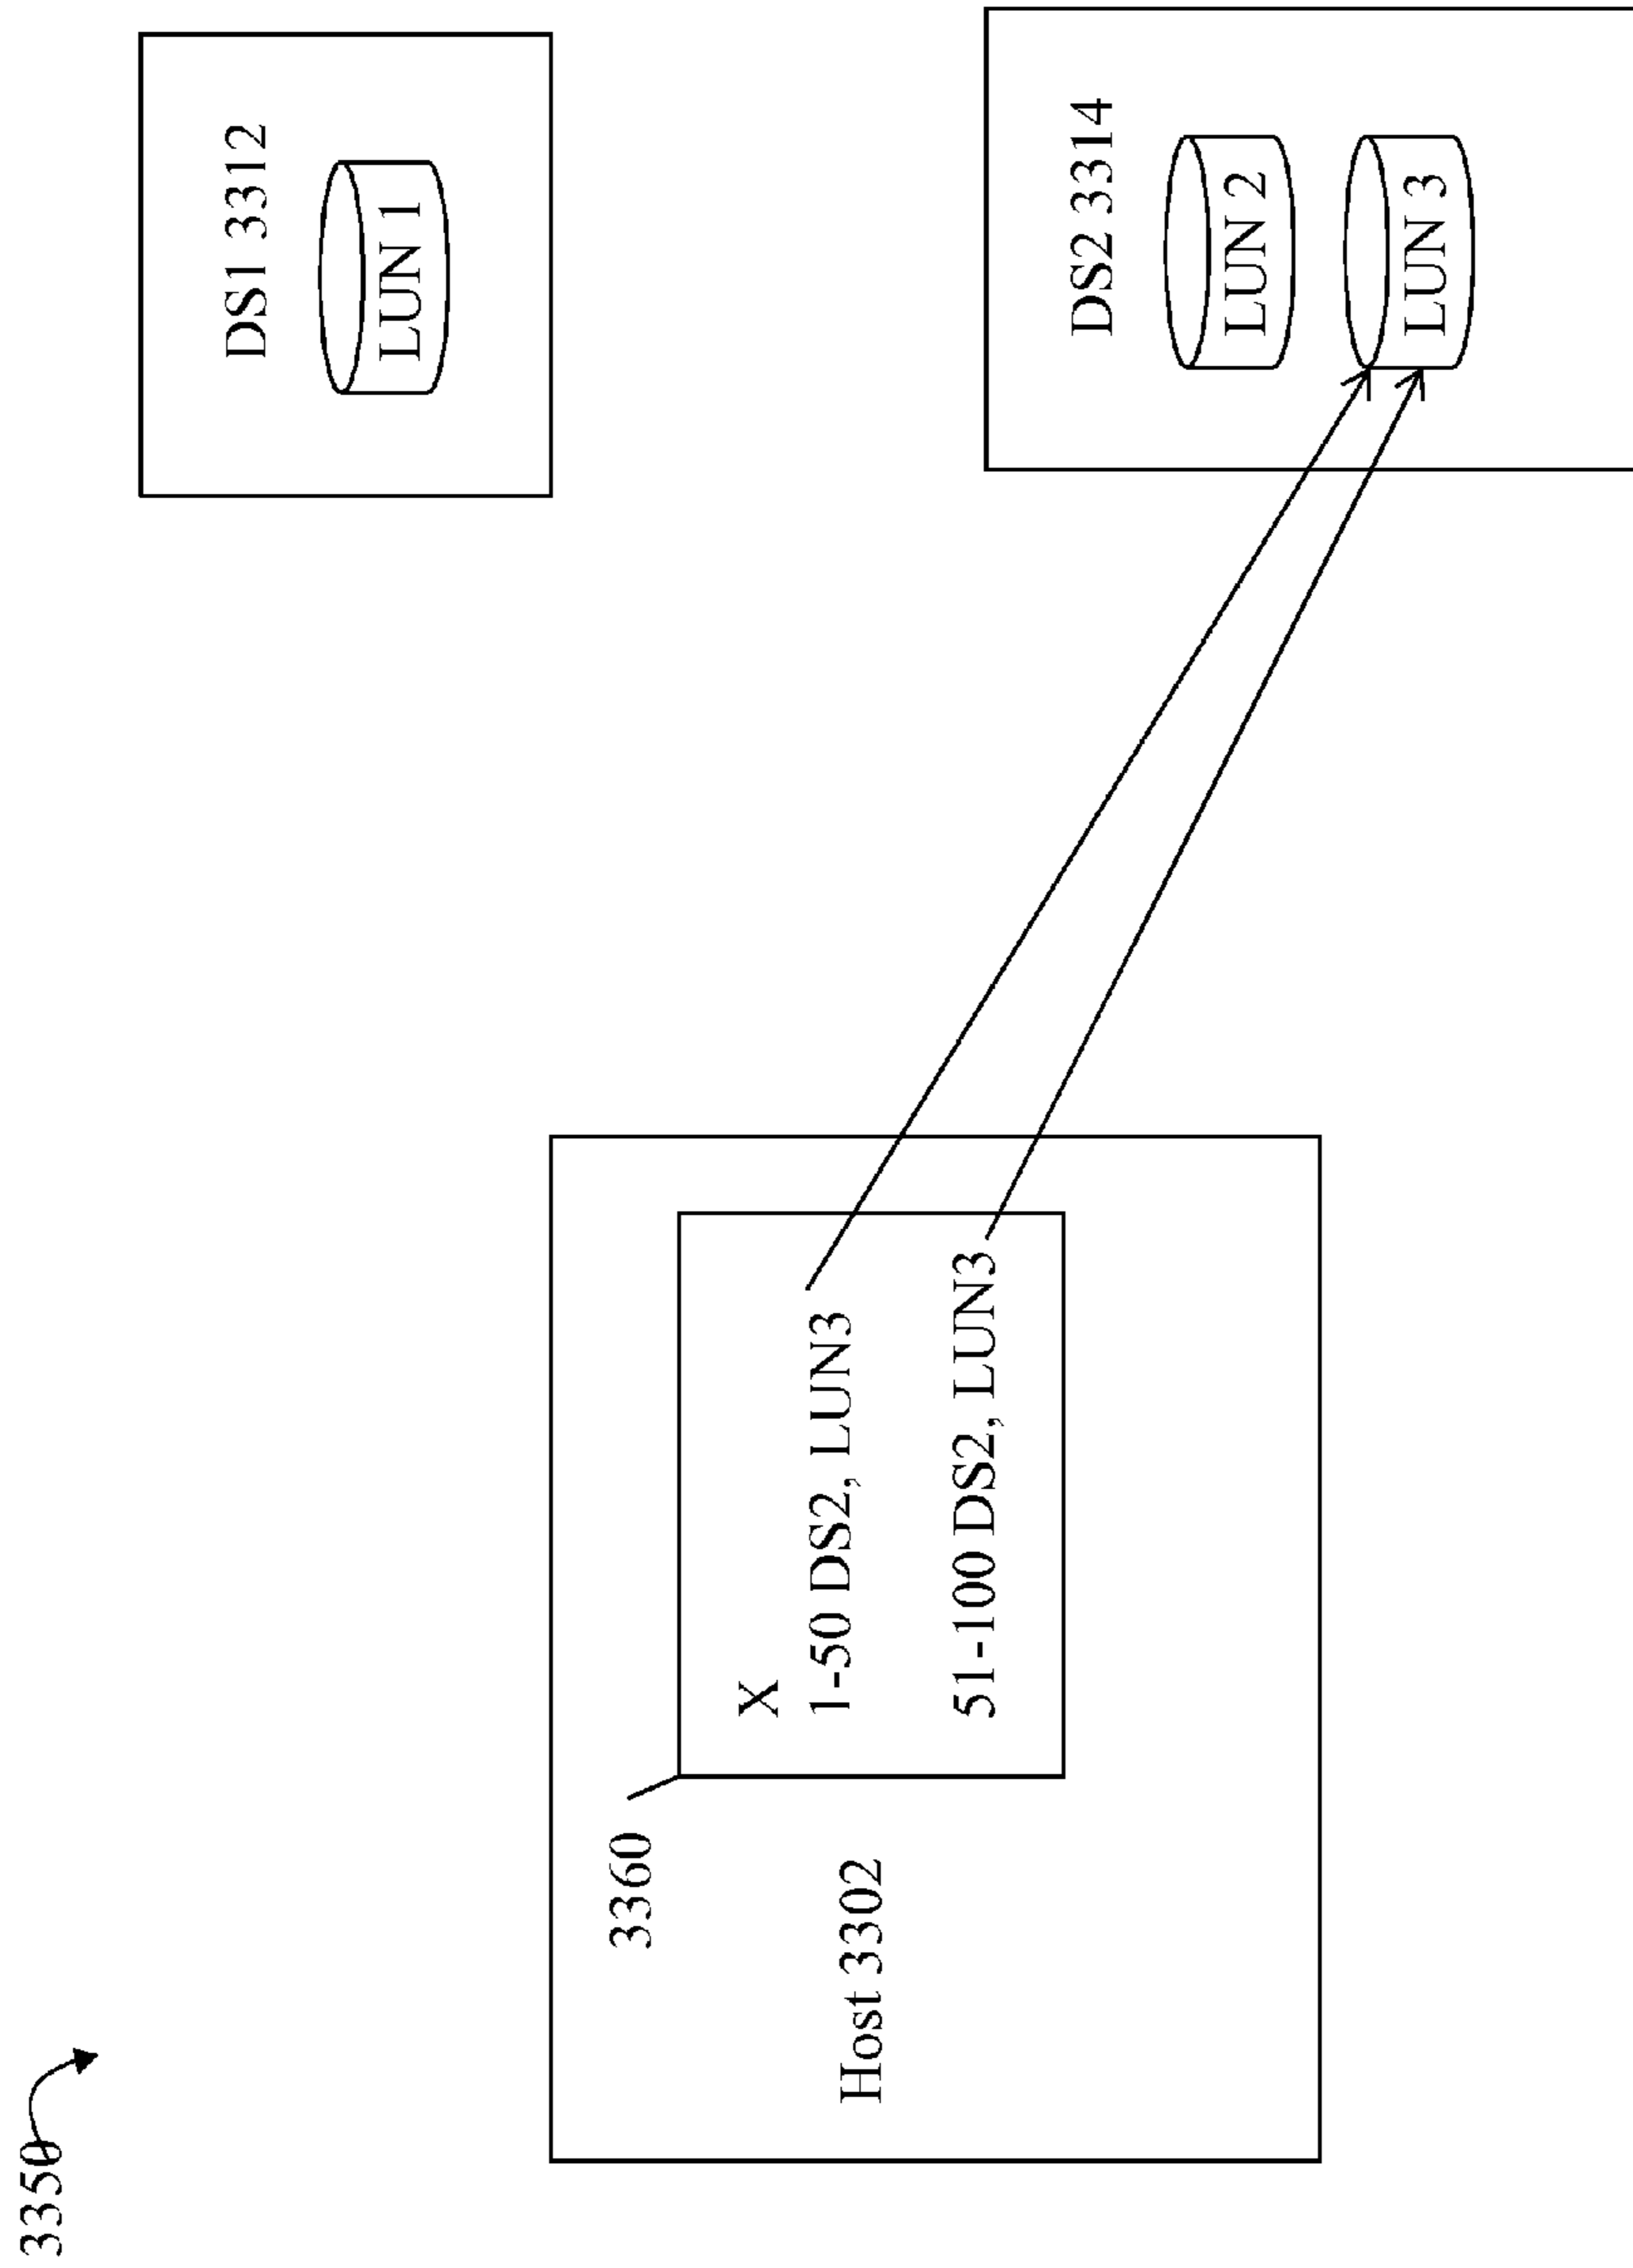 3350
DS1 3312
LUN 1
3360
X
1-50 DS2, LUN3
51-100 DS2, LUN3
Host 3302
DS2 3314
LUN 2
LUN 3